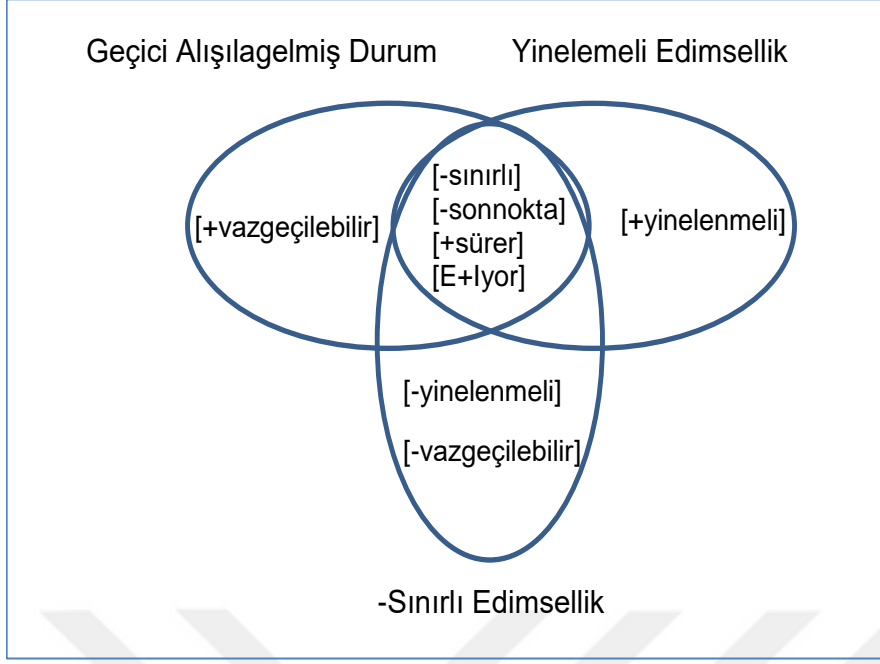 Geçici Alışılagelmiş Durum
Yinelemeli Edimsellik
[-sınırlı]
[-sonnokta]
[+sürer]
[E+Iyor]
[+vazgeçilebilir]
[+yinelenmeli]
[-yinelenmeli]
[-vazgeçilebilir]
-Sınırlı Edimsellik